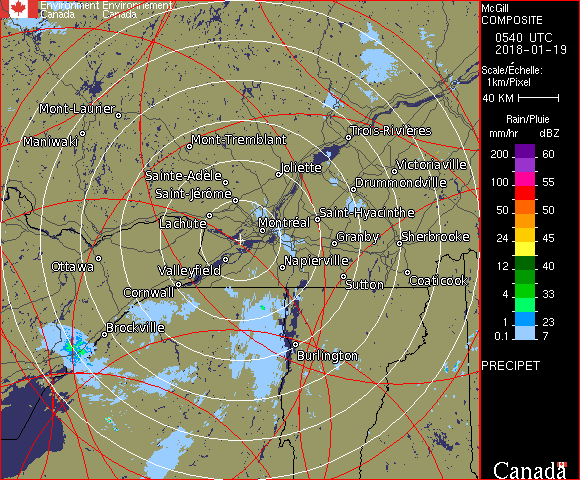 Environment Environnement
Canada Canada
McGill
COMPOSITE
0540 UTC
2018-01-19
Scale/Échelle:
1km/Pixel
40 KM
Rain/Pluie
mm/hr dBZ
200 60
100 55
50 50
24 45
12 40
4 33
1 23
0.1 7
PRECIPET
Canada
Mont-Laurier
Maniwaki
Mont-Tremblant
Trois-Rivières
Sainte-Adèle
Joliette
Victoriaville
Saint-Jérôme
Drummondville
Lachute
Montréal
Saint-Hyacinthe
Granby
Sherbrooke
Ottawa
Valleyfield
Napierville
Cornwall
Sutton
Coaticook
Brockville
Burlington